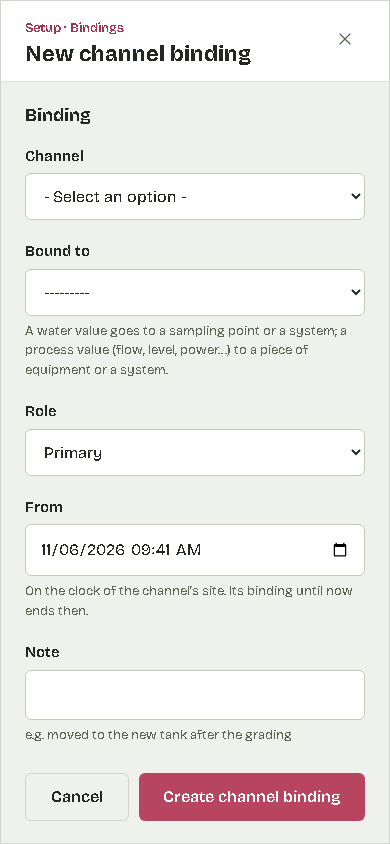 Setup · Bindings
New channel binding
Binding
Channel
- Select an option -
Bound to
---------
A water value goes to a sampling point or a system; a
process value (flow, level, power…) to a piece of
equipment or a system.
Role
Primary
From
11/06/2026 09:41 AM
On the clock of the channel's site. Its binding until now
ends then.
Note
e.g. moved to the new tank after the grading
Cancel
Create channel binding